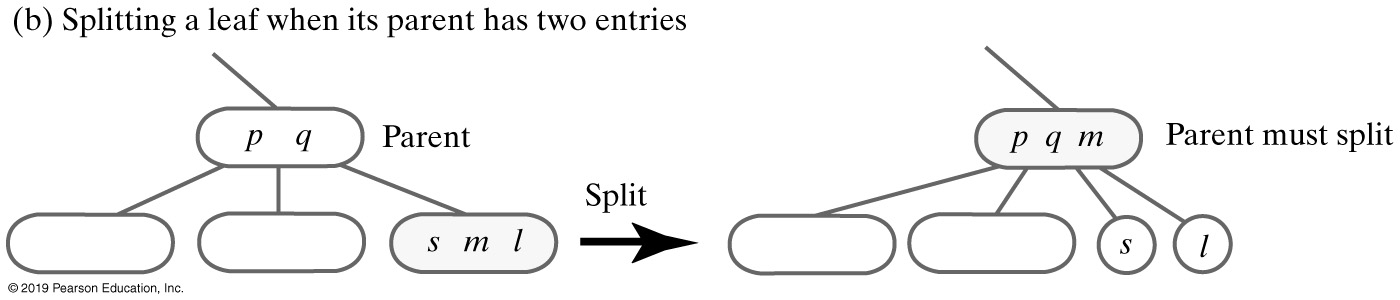 (b) Splitting a leaf when its parent has two entries
p q Parent
p q m Parent must split
Split
s m l
s
l
© 2019 Pearson Education, Inc.